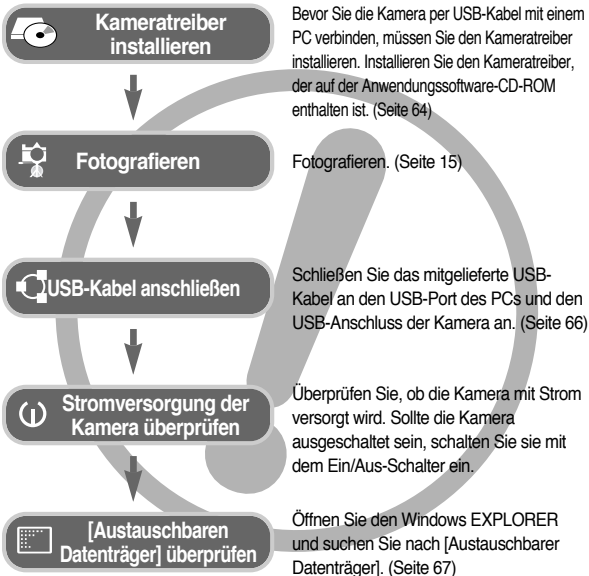 Kameratreiber
installieren
Bevor Sie die Kamera per USB-Kabel mit einem
PC verbinden, müssen Sie den Kameratreiber
installieren. Installieren Sie den Kameratreiber,
der auf der Anwendungssoftware-CD-ROM
enthalten ist. (Seite 64)
Fotografieren
Fotografieren. (Seite 15)
USB-Kabel anschließen
Schließen Sie das mitgelieferte USB-
Kabel an den USB-Port des PCs und den
USB-Anschluss der Kamera an. (Seite 66)
Stromversorgung der
Kamera überprüfen
Überprüfen Sie, ob die Kamera mit Strom
versorgt wird. Sollte die Kamera
ausgeschaltet sein, schalten Sie sie mit
dem Ein/Aus-Schalter ein.
[Austauschbaren
Datenträger] überprüfen
Öffnen Sie den Windows EXPLORER
und suchen Sie nach [Austauschbarer
Datenträger]. (Seite 67)